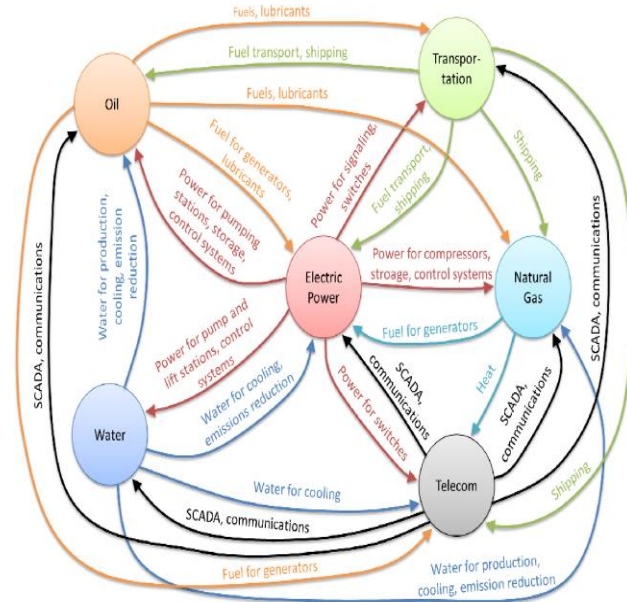 Fuels, lubricants
Fuel transport, shipping
Transpor-
tation
Oil
Fuels, lubricants
Fuel for generators,
lubricants
Power for signaling,
switches
Fuel transport,
shipping
Shipping
Power for pumping
stations, storage,
control systems
Water for production,
cooling, emission
reduction
SCADA, communications
SCADA, communications
Electric
Power
Power for compressors,
stroage, control systems
Natural
Gas
Fuel for generators
Power for pump and
lift stations, control
systems
Water for cooling,
emissions reduction
SCADA,
communications
Power for switches
Heat
SCADA,
communications
Water
Water for cooling
Telecom
Shipping
SCADA, communications
Fuel for generators
Water for production,
cooling, emission reduction